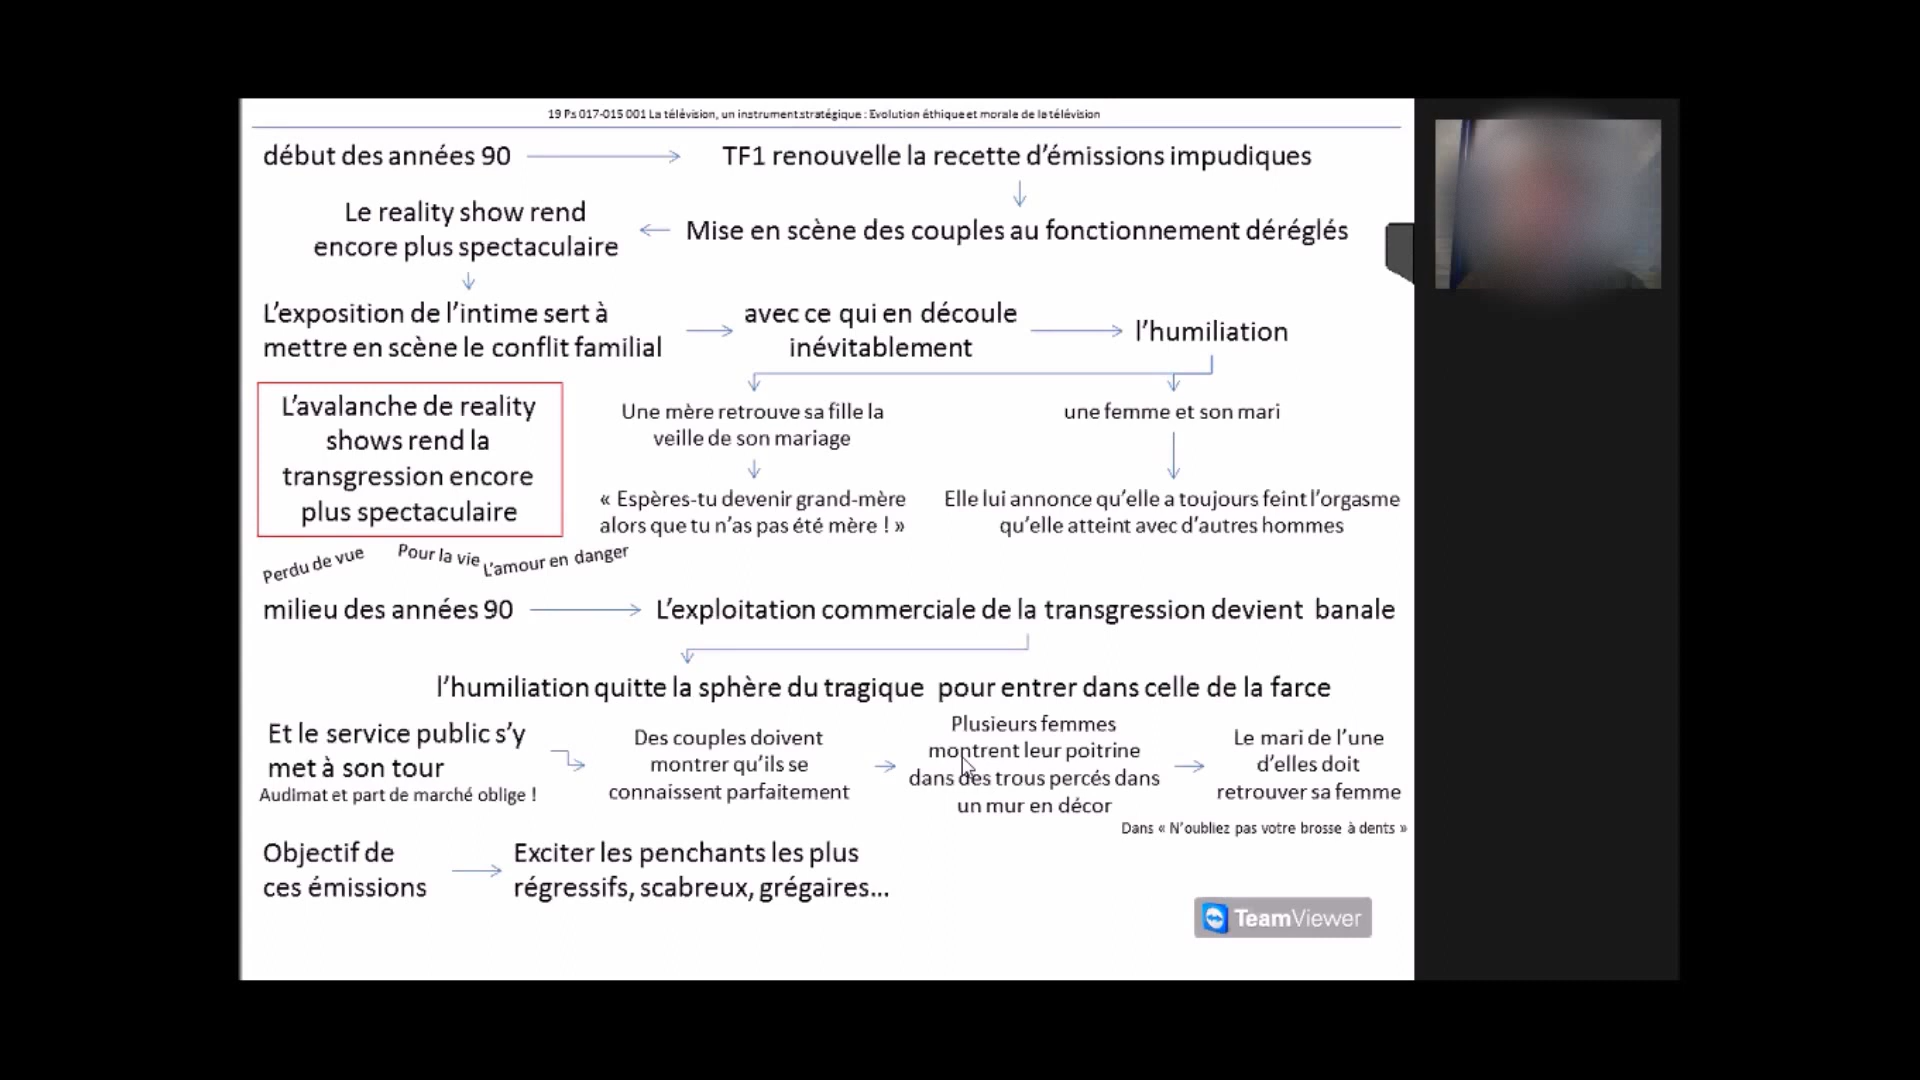 19 Ps 017-015 001 La télévision, un instrument stratégique : Evolution éthique et morale de la télévision
début des années 90
TF1 renouvelle la recette d’émissions impudiques
Le reality show rend
encore plus spectaculaire
Mise en scène des couples au fonctionnement déréglés
L’exposition de l’intime sert à
mettre en scène le conflit familial
avec ce qui en découle
inévitablement
l’humiliation
L’avalanche de reality
shows rend la
transgression encore
plus spectaculaire
Une mère retrouve sa fille la
veille de son mariage
une femme et son mari
« Espères-tu devenir grand-mère
alors que tu n’as pas été mère ! »
Elle lui annonce qu’elle a toujours feint l’orgasme
qu’elle atteint avec d’autres hommes
Perdu de vue
Pour la vie
L’amour en danger
milieu des années 90
L’exploitation commerciale de la transgression devient banale
l’humiliation quitte la sphère du tragique pour entrer dans celle de la farce
Et le service public s’y
met à son tour
Audimat et part de marché oblige !
Des couples doivent
montrer qu’ils se
connaissent parfaitement
Plusieurs femmes
montrent leur poitrine
dans des trous percés dans
un mur en décor
Le mari de l’une
d’elles doit
retrouver sa femme
Dans « N’oubliez pas votre brosse à dents »
Objectif de
ces émissions
Exciter les penchants les plus
régressifs, scabreux, grégaires...
TeamViewer